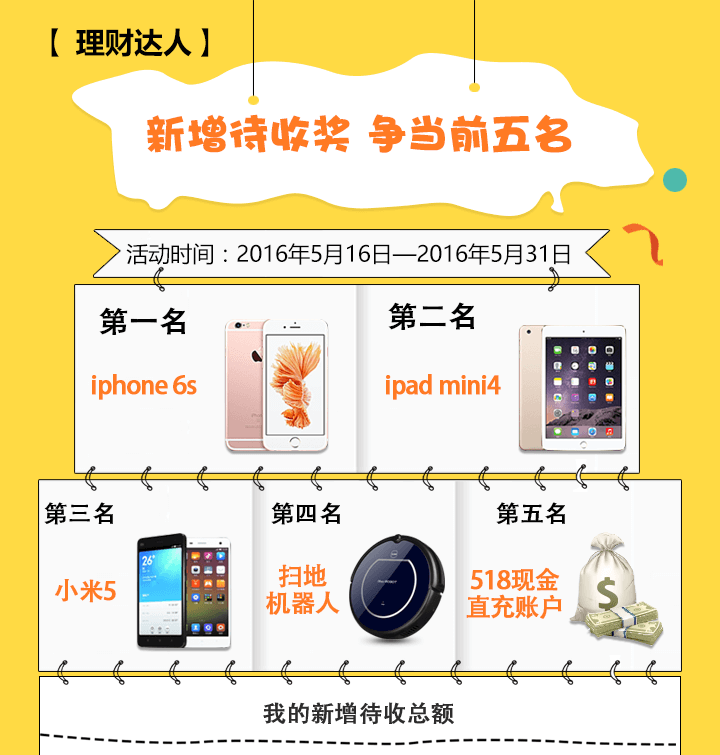 【 理财达人 】
新增待收奖 争当前五名
活动时间：2016年5月16日—2016年5月31日
第一名
iphone 6s
第二名
ipad mini4
第三名
小米5
第四名
扫地
机器人
第五名
518现金
直充账户
26°
$
我的新增待收总额